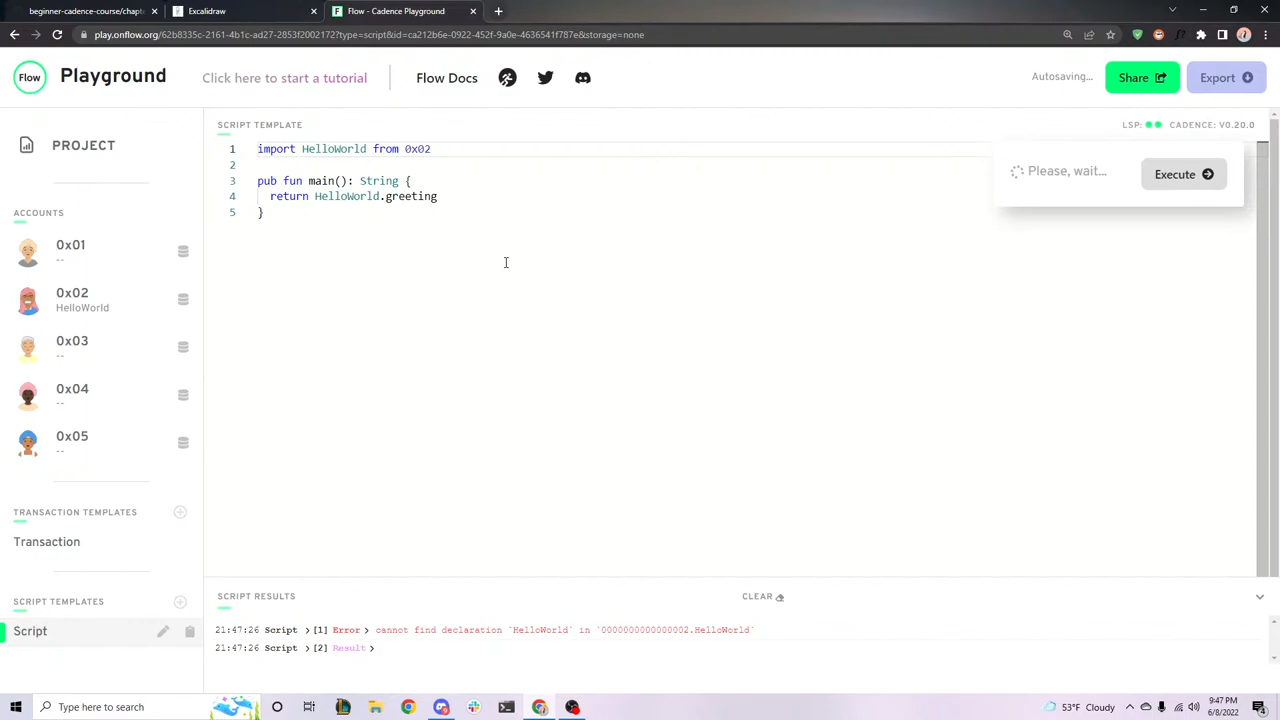 beginner-cadence-course/chapt
Excalidraw
Flow - Cadence Playground
play.onflow.org/62b8335c-2161-4b1c-ad27-2853f2002172?type=script&id=ca212b6e-0922-452f-9a0e-4636541f787e&storage=none
Flow
Playground
Click here to start a tutorial
Flow Docs
Autosaving...
Share
Export
PROJECT
ACCOUNTS
0x01
--
0x02
HelloWorld
0x03
--
0x04
--
0x05
--
TRANSACTION TEMPLATES
Transaction
SCRIPT TEMPLATES
Script
SCRIPT TEMPLATE
LSP:
CADENCE: V0.20.0
1 import HelloWorld from 0x02
2
3 pub fun main(): String {
4 return HelloWorld.greeting
5 }
Please, wait...
Execute
SCRIPT RESULTS
CLEAR
21:47:26 Script > [1] Error > cannot find declaration `HelloWorld` in `0000000000000002.HelloWorld`
21:47:26 Script > [2] Result >
Type here to search
53°F Cloudy
9:47 PM
6/8/2022